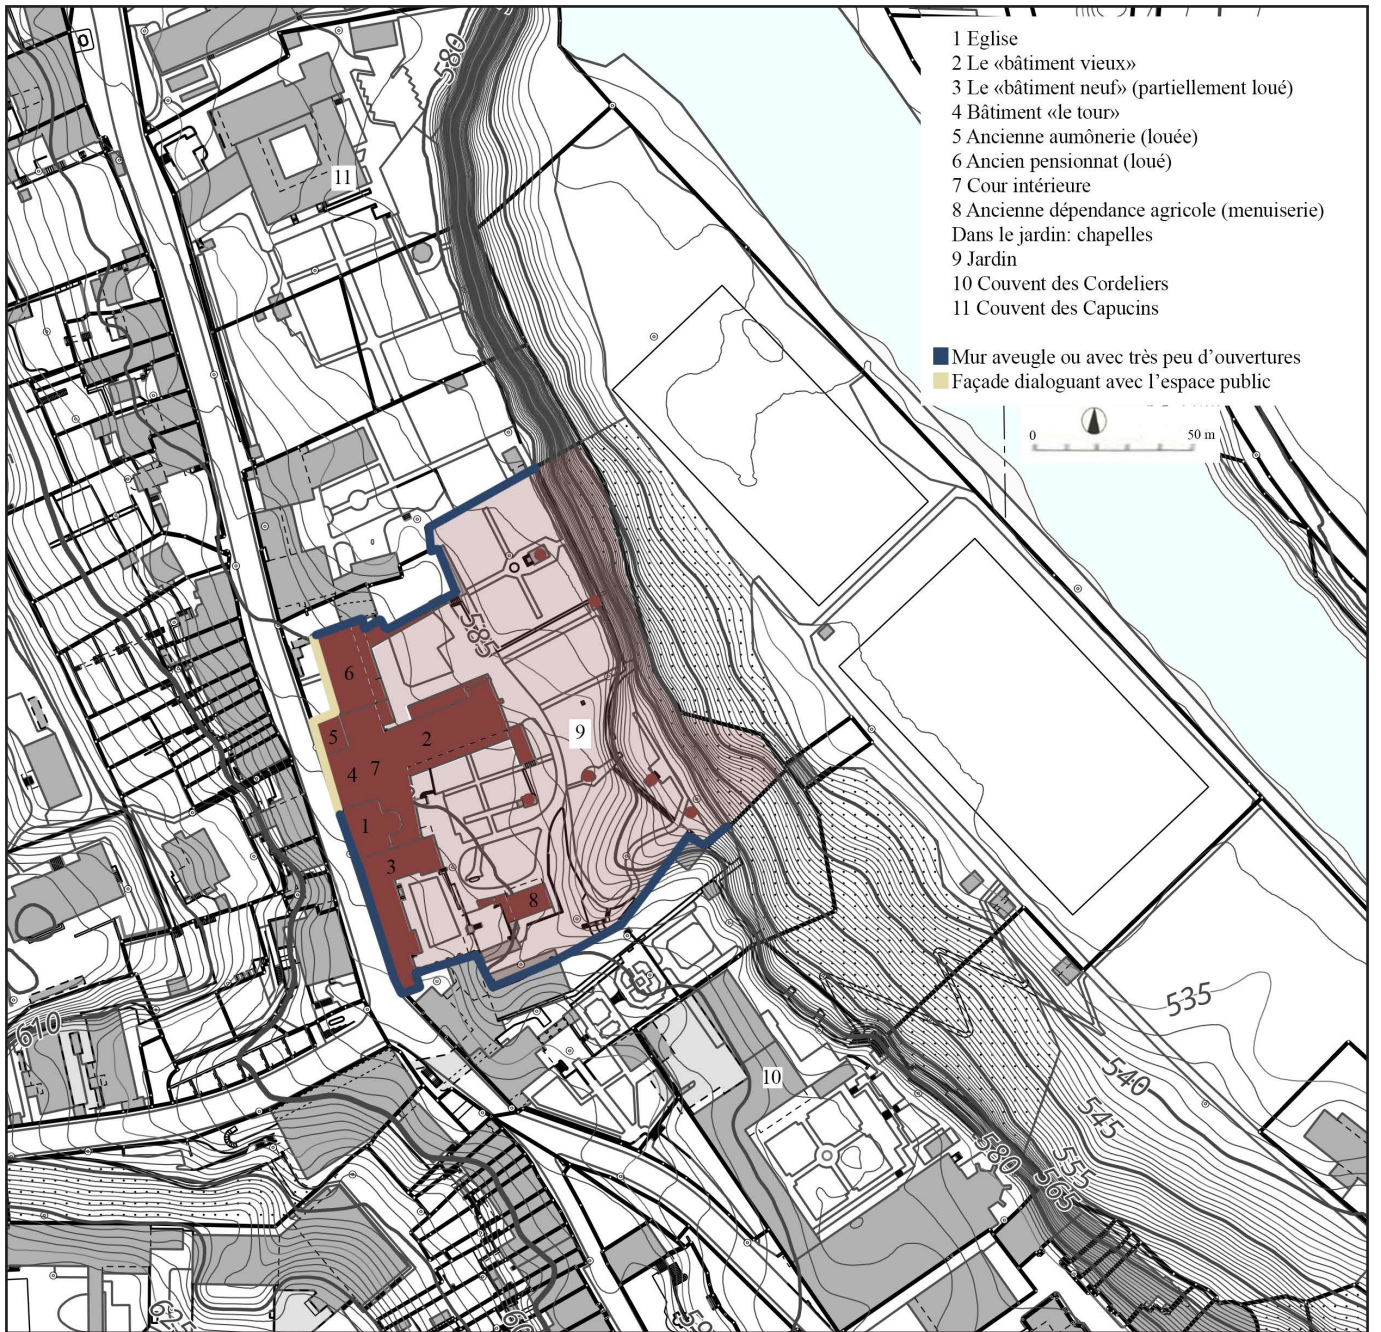 1 Eglise
2 Le «bâtiment vieux»
3 Le «bâtiment neuf» (partiellement loué)
4 Bâtiment «le tour»
5 Ancienne aumônerie (louée)
6 Ancien pensionnat (loué)
7 Cour intérieure
8 Ancienne dépendance agricole (menuiserie)
Dans le jardin: chapelles
9 Jardin
10 Couvent des Cordeliers
11 Couvent des Capucins
Mur aveugle ou avec très peu d’ouvertures
Façade dialoguant avec l’espace public
0 50 m
580
11
585
6
5
2
9
4
7
1
3
8
610
10
535
540
545
555
580
565